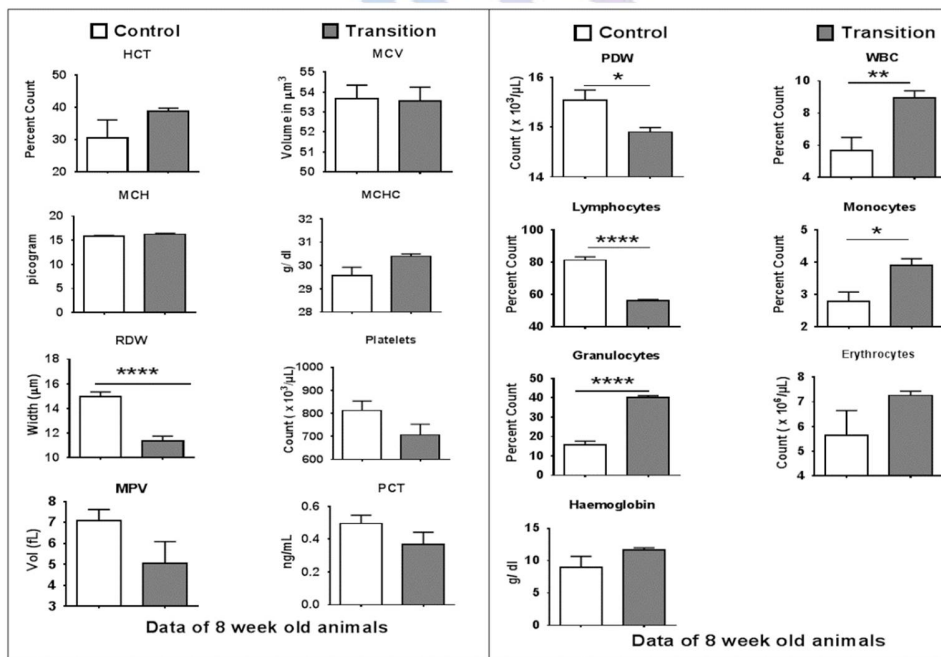 Control Transition
HCT
Percent Count
50
40
30
20
MCV
Volume in µm³
55
54
53
52
51
50
MCH
picogram
20
15
10
5
0
MCHC
g/ dl
32
31
30
29
28
RDW
Width (µm)
18
16
14
12
10
****
Platelets
Count ( x 10³/µL)
1000
900
800
700
600
MPV
Vol (fL)
8
7
6
5
4
3
PCT
ng/mL
0.6
0.4
0.2
0.0
Data of 8 week old animals
Control Transition
PDW
Count ( x 10³/µL)
16
15
14
*
WBC
Percent Count
10
8
6
4
**
Lymphocytes
Percent Count
100
80
60
40
****
Monocytes
Percent Count
5
4
3
2
*
Granulocytes
Percent Count
50
40
30
20
10
0
****
Erythrocytes
Count ( x 10⁶/µL)
8
7
6
5
4
Haemoglobin
g/ dl
15
10
5
0
Data of 8 week old animals